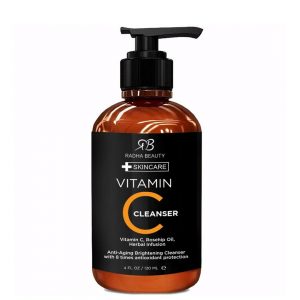 RB
RADHA BEAUTY
+ SKINCARE
VITAMIN
C CLEANSER
Vitamin C, Rosehip Oil,
Herbal Infusion
Anti-Aging Brightening Cleanser
with 8 times antioxidant protection
4 FL. OZ / 120 ML